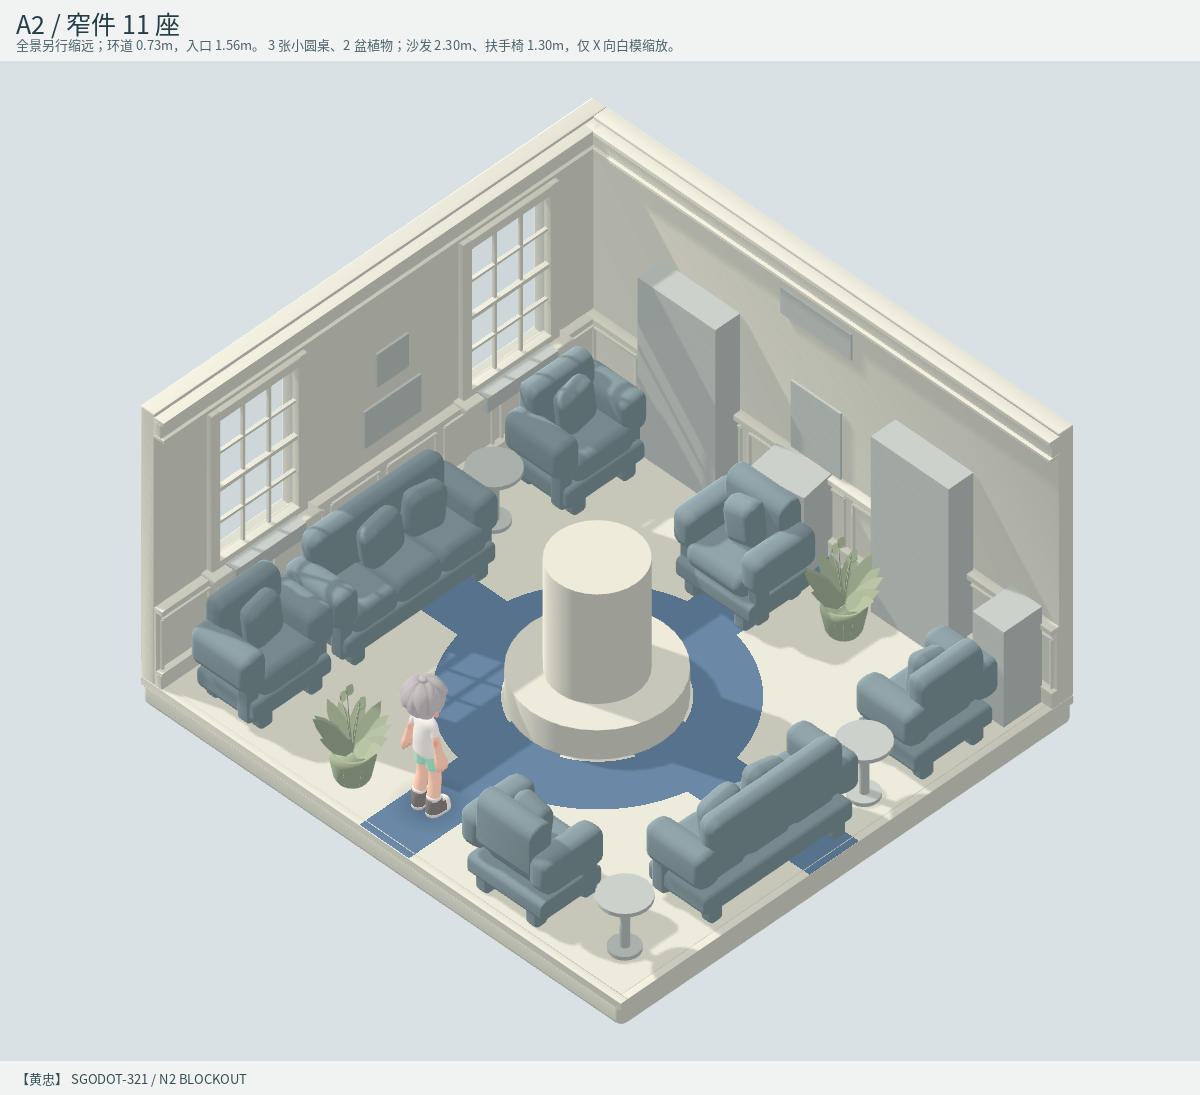 A2 / 窄件 11 座
全景另行缩远；环道 0.73m，入口 1.56m。 3 张小圆桌、2 盆植物；沙发 2.30m、扶手椅 1.30m，仅 X 向白模缩放。
【黄忠】 SGODOT-321 / N2 BLOCKOUT